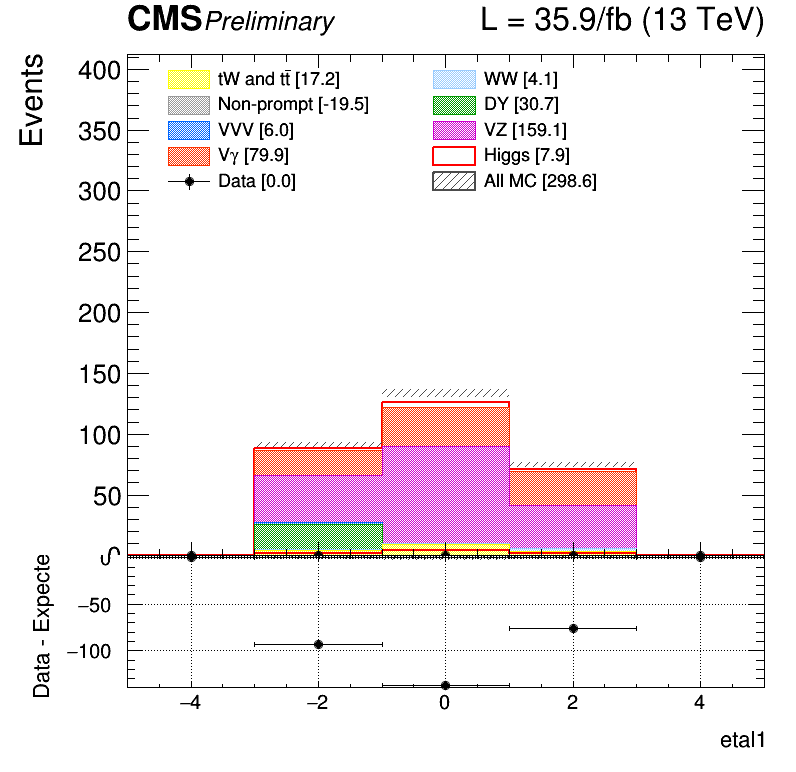 CMS Preliminary L = 35.9/fb (13 TeV)
Events
400
350
300
250
200
150
100
50
0
tW and tt̄ [17.2]
Non-prompt [-19.5]
VVV [6.0]
Vγ [79.9]
Data [0.0]
WW [4.1]
DY [30.7]
VZ [159.1]
Higgs [7.9]
All MC [298.6]
Data - Expecte
0
−50
−100
−4 −2 0 2 4
etal1